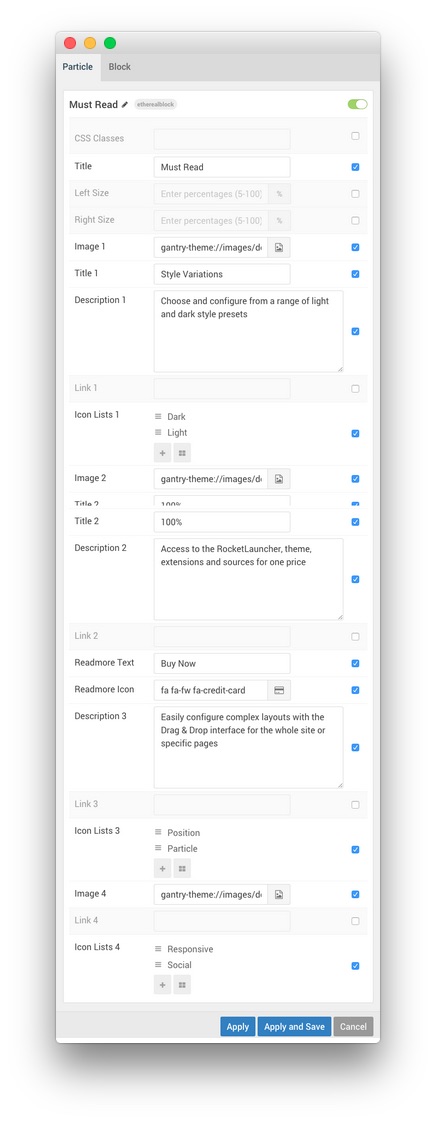 Particle Block
Must Read etherealblock
CSS Classes
Title Must Read
Left Size Enter percentages (5-100) %
Right Size Enter percentages (5-100) %
Image 1 gantry-theme://images/de
Title 1 Style Variations
Description 1 Choose and configure from a range of light
and dark style presets
Link 1
Icon Lists 1 Dark
Light
Image 2 gantry-theme://images/de
Title 2 100%
Title 2 100%
Description 2 Access to the RocketLauncher, theme,
extensions and sources for one price
Link 2
Readmore Text Buy Now
Readmore Icon fa fa-fw fa-credit-card
Description 3 Easily configure complex layouts with the
Drag & Drop interface for the whole site or
specific pages
Link 3
Icon Lists 3 Position
Particle
Image 4 gantry-theme://images/de
Link 4
Icon Lists 4 Responsive
Social
Apply Apply and Save Cancel